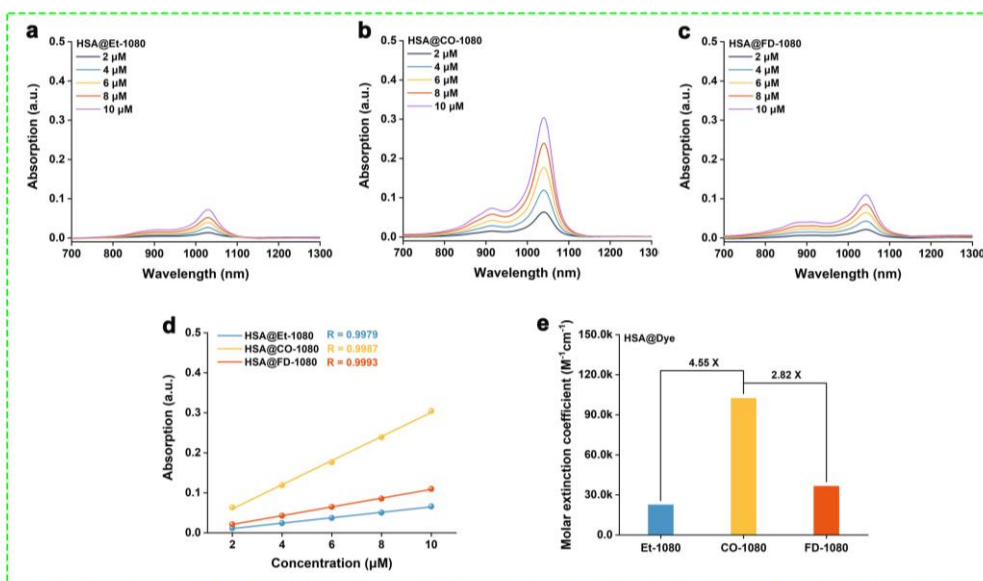 a
HSA@Et-1080
2 μM
4 μM
6 μM
8 μM
10 μM
0.5
0.4
0.3
0.2
0.1
0.0
Absorption (a.u.)
700 800 900 1000 1100 1200 1300
Wavelength (nm)
b
HSA@CO-1080
2 μM
4 μM
6 μM
8 μM
10 μM
0.5
0.4
0.3
0.2
0.1
0.0
Absorption (a.u.)
700 800 900 1000 1100 1200 130
Wavelength (nm)
c
HSA@FD-1080
2 μM
4 μM
6 μM
8 μM
10 μM
0.5
0.4
0.3
0.2
0.1
0.0
Absorption (a.u.)
700 800 900 1000 1100 1200 1300
Wavelength (nm)
d
HSA@Et-1080 R = 0.9979
HSA@CO-1080 R = 0.9987
HSA@FD-1080 R = 0.9993
0.5
0.4
0.3
0.2
0.1
0.0
Absorption (a.u.)
2 4 6 8 10
Concentration (μM)
e
HSA@Dye
4.55 X
2.82 X
150.0k
120.0k
90.0k
60.0k
30.0k
0.0
Molar extinction coefficient (M⁻¹cm⁻¹)
Et-1080 CO-1080 FD-1080